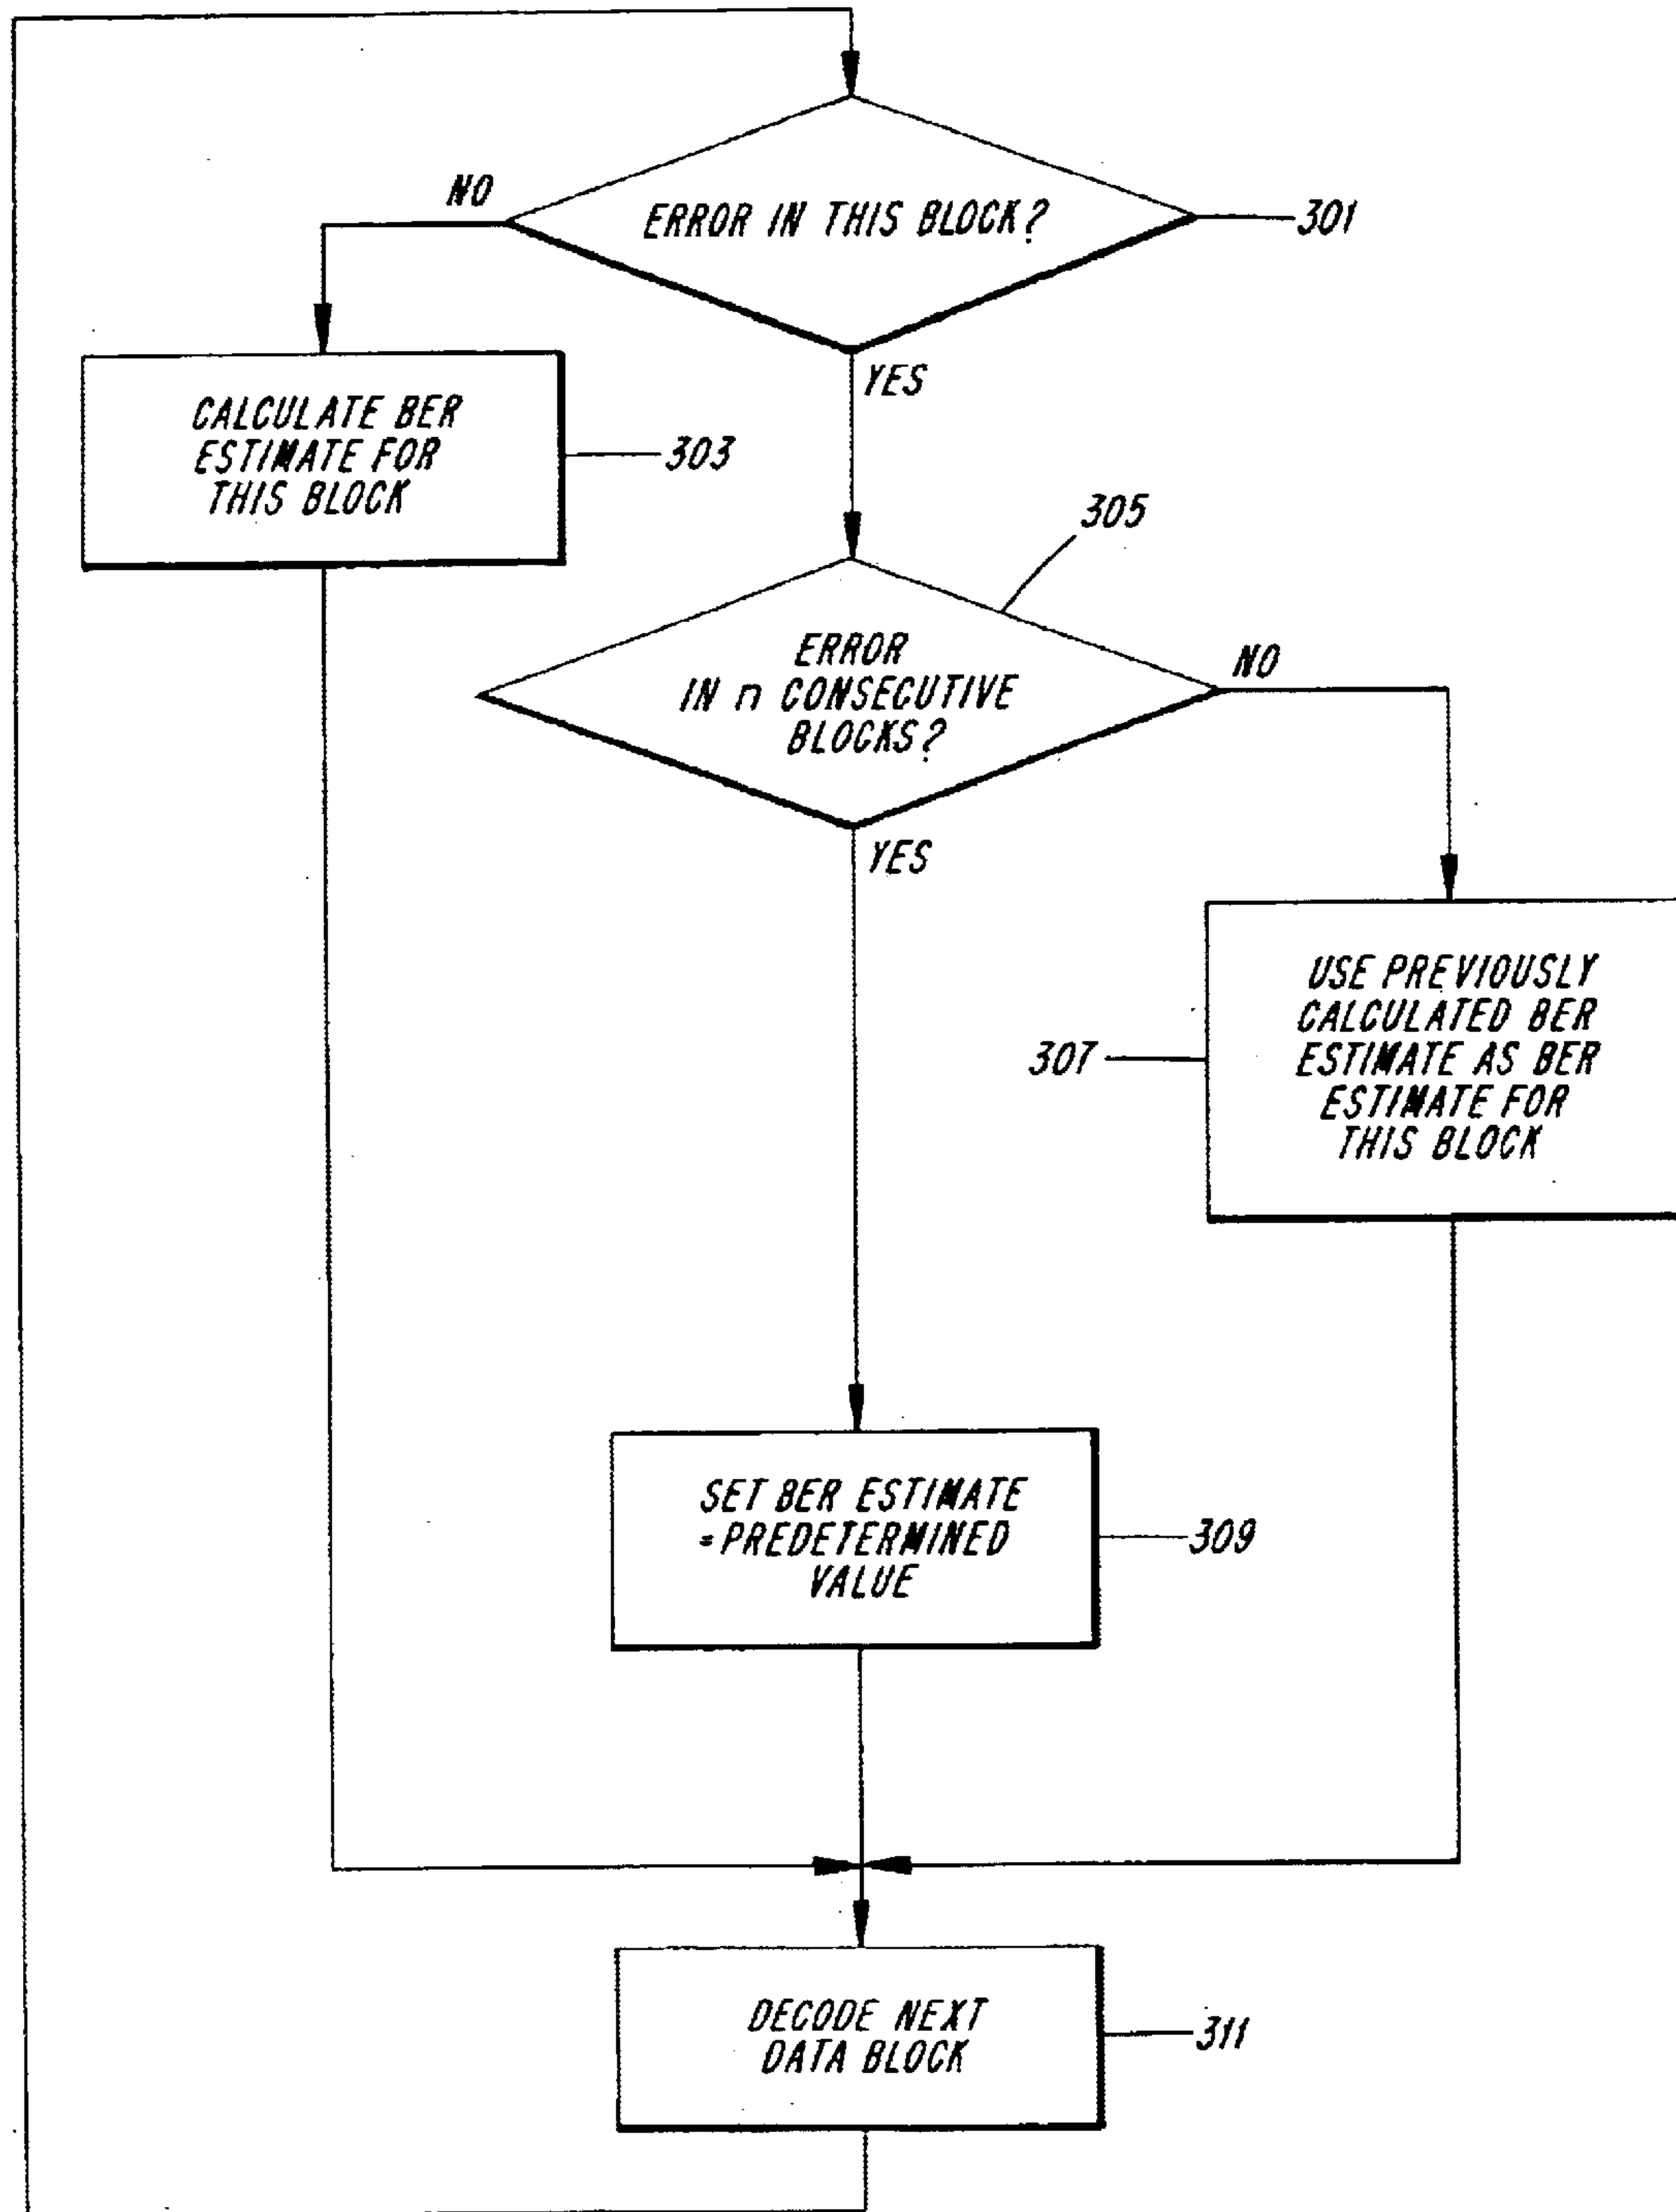 NO
ERROR IN THIS BLOCK?
301
YES
CALCULATE BER
ESTIMATE FOR
THIS BLOCK
303
305
ERROR
IN n CONSECUTIVE
BLOCKS?
NO
YES
USE PREVIOUSLY
CALCULATED BER
ESTIMATE AS BER
ESTIMATE FOR
THIS BLOCK
307
SET BER ESTIMATE
=PREDETERMINED
VALUE
309
DECODE NEXT
DATA BLOCK
311